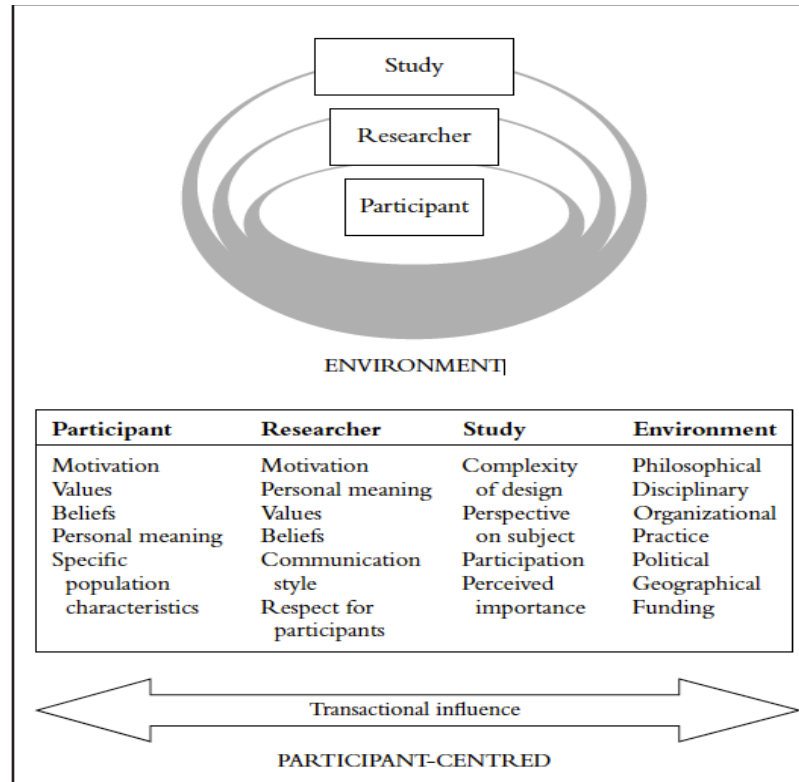 Study
Researcher
Participant
ENVIRONMENT
Participant Researcher Study Environment
Motivation Motivation Complexity Philosophical
Values Personal meaning of design Disciplinary
Beliefs Values Perspective Organizational
Personal meaning Beliefs on subject Practice
Specific Communication Participation Political
population style Perceived Geographical
characteristics Respect for importance Funding
participants
Transactional influence
PARTICIPANT-CENTRED